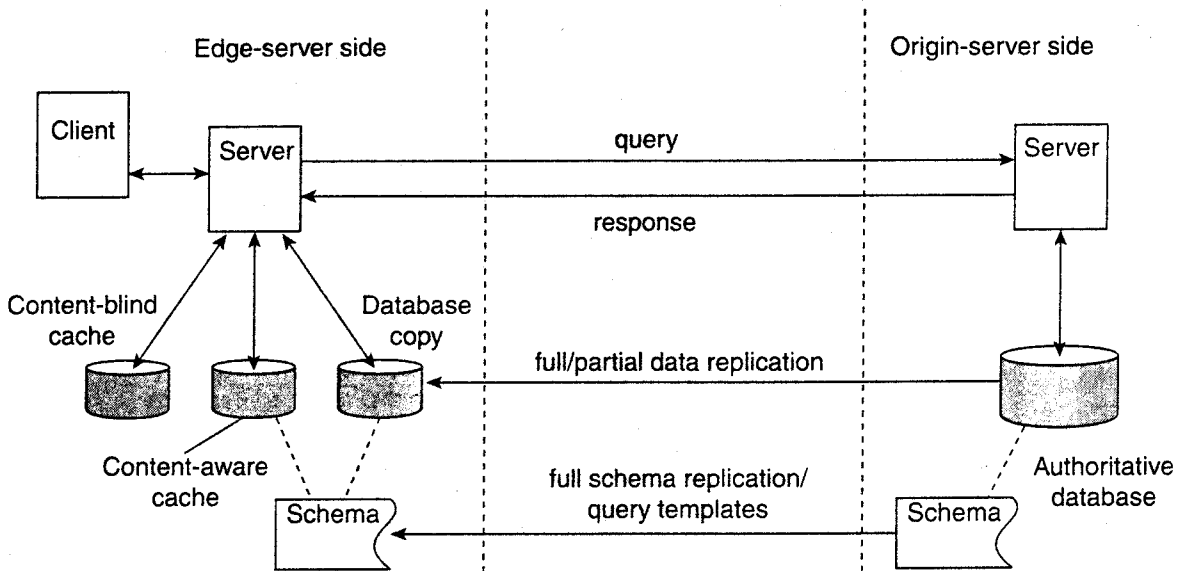 Edge-server side
Origin-server side
Client
Server
query
Server
response
Content-blind
cache
Database
copy
full/partial data replication
Content-aware
cache
full schema replication/
query templates
Authoritative
database
Schema
Schema